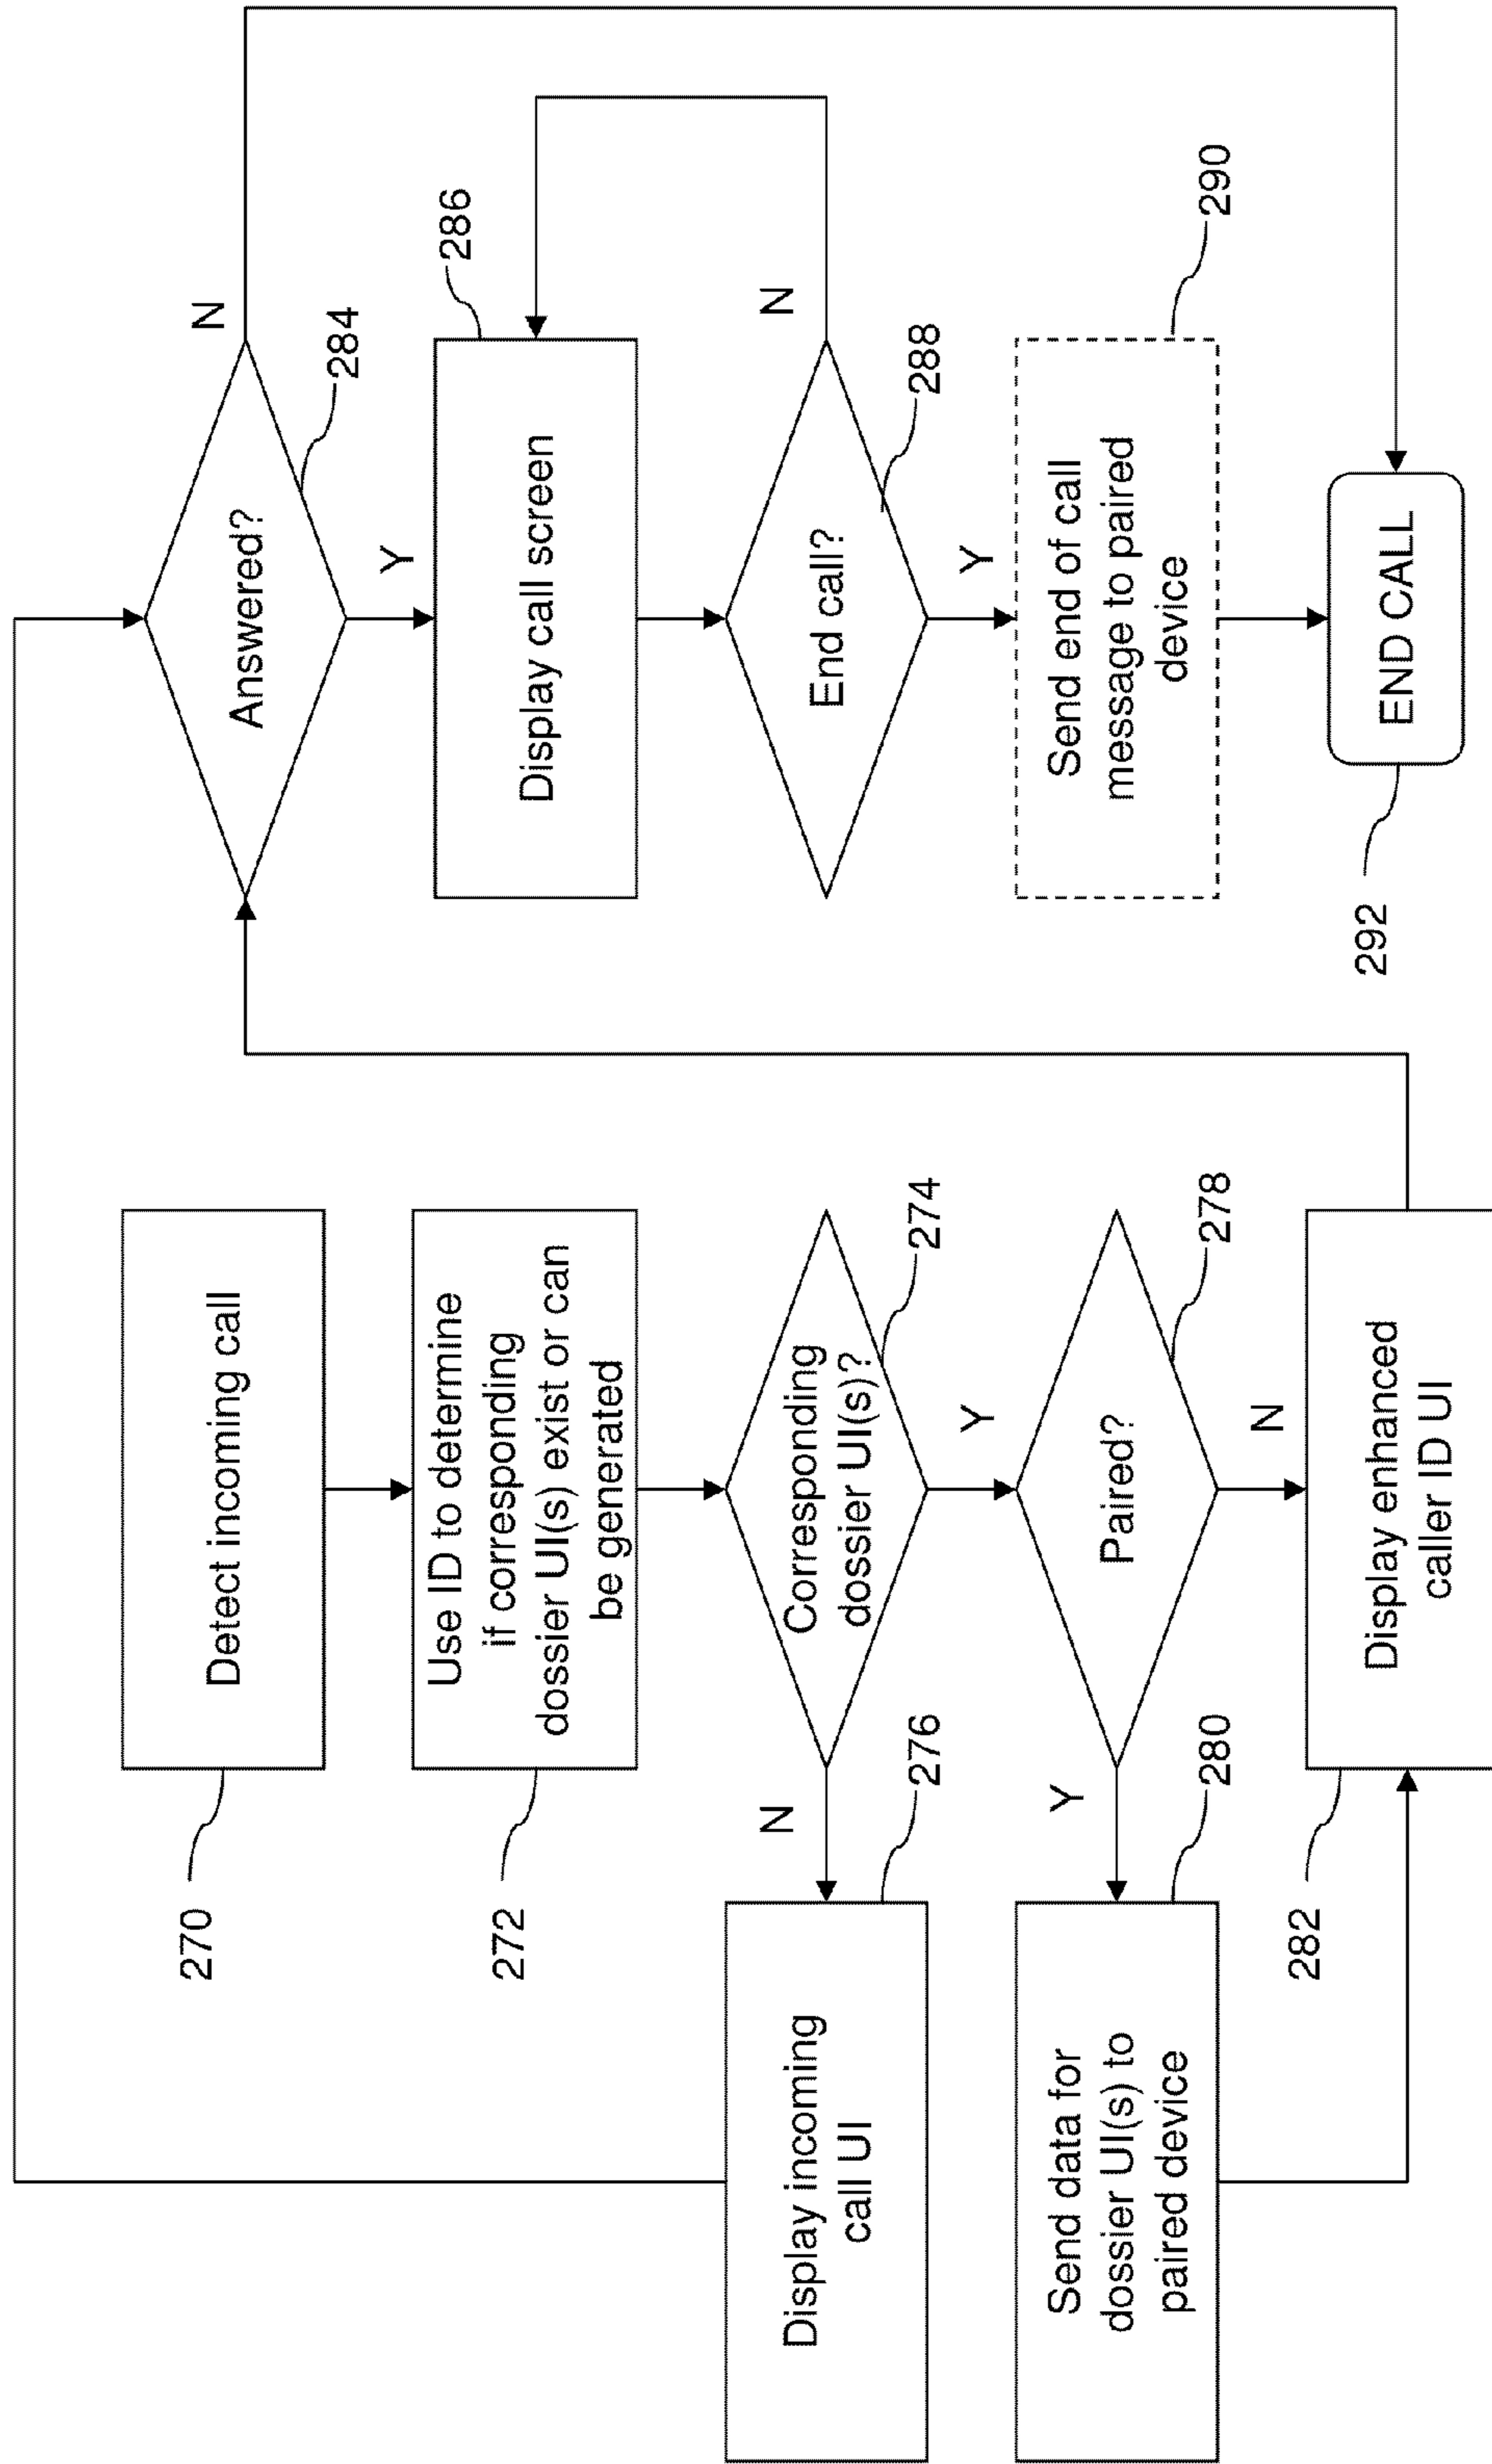 Detect incoming call
270
Use ID to determine
if corresponding
dossier UI(s) exist or can
be generated
272
Corresponding
dossier UI(s)?
274
N
Y
Display incoming
call UI
276
Paired?
278
Y
N
Send data for
dossier UI(s) to
paired device
280
Display enhanced
caller ID UI
282
Answered?
284
N
Y
Display call screen
286
End call?
288
N
Y
Send end of call
message to paired
device
290
END CALL
292